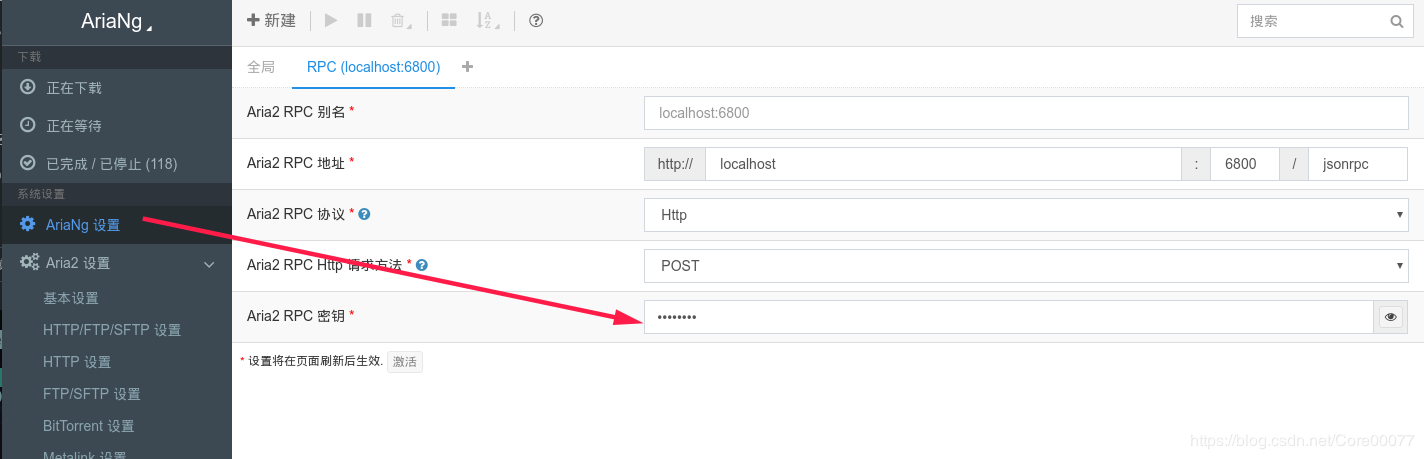 AriaNg
新建
搜索
下载
正在下载
正在等待
已完成 / 已停止 (118)
系统设置
AriaNg 设置
Aria2 设置
基本设置
HTTP/FTP/SFTP 设置
HTTP 设置
FTP/SFTP 设置
BitTorrent 设置
Metalink 设置
全局 RPC (localhost:6800)
Aria2 RPC 别名 * localhost:6800
Aria2 RPC 地址 * http:// localhost : 6800 / jsonrpc
Aria2 RPC 协议 * Http
Aria2 RPC Http 请求方法 * POST
Aria2 RPC 密钥 * ••••••••
* 设置将在页面刷新后生效. 激活
https://blog.csdn.net/Core00077